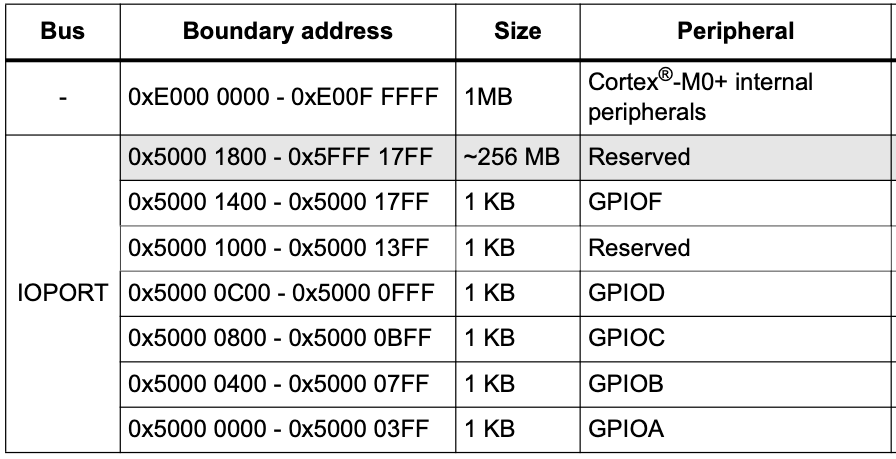 Bus Boundary address Size Peripheral
- 0xE000 0000 - 0xE00F FFFF 1MB Cortex®-M0+ internal
peripherals
0x5000 1800 - 0x5FFF 17FF ~256 MB Reserved
0x5000 1400 - 0x5000 17FF 1 KB GPIOF
0x5000 1000 - 0x5000 13FF 1 KB Reserved
IOPORT 0x5000 0C00 - 0x5000 0FFF 1 KB GPIOD
0x5000 0800 - 0x5000 0BFF 1 KB GPIOC
0x5000 0400 - 0x5000 07FF 1 KB GPIOB
0x5000 0000 - 0x5000 03FF 1 KB GPIOA